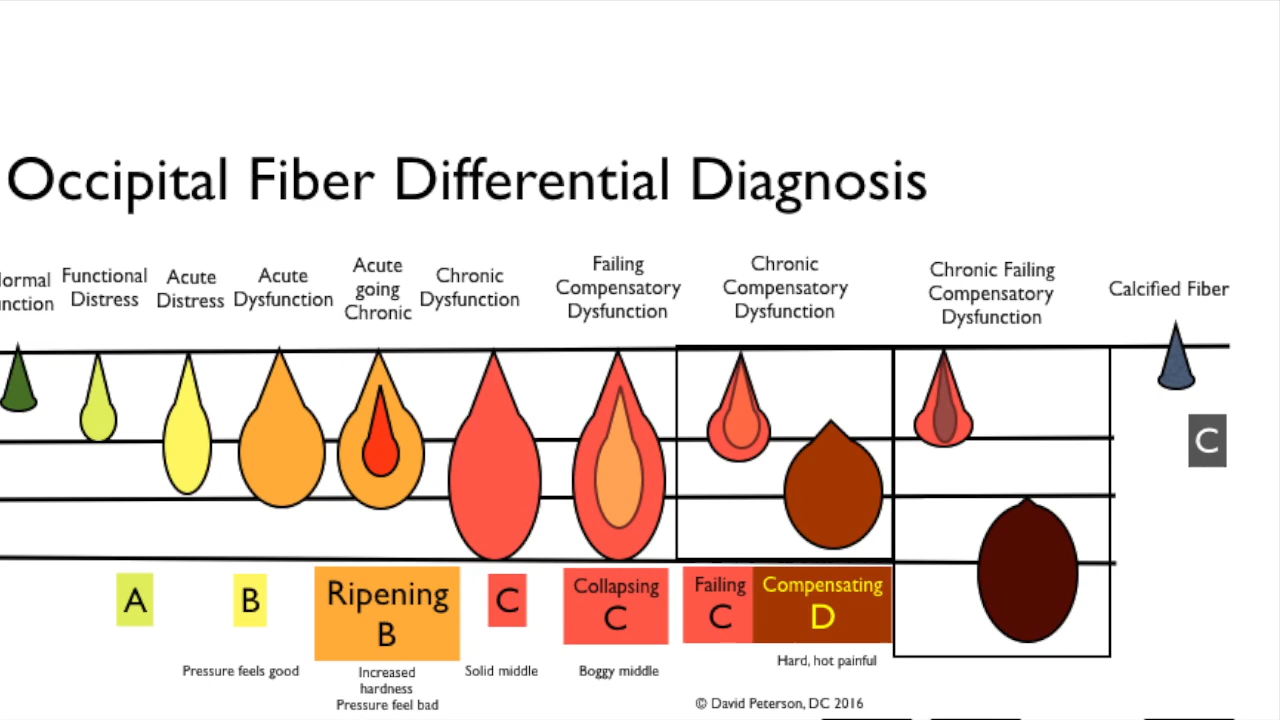 Occipital Fiber Differential Diagnosis
Functional
Distress
Acute
Distress
Acute
Dysfunction
Acute
going
Chronic
Chronic
Dysfunction
Failing
Compensatory
Dysfunction
Chronic
Compensatory
Dysfunction
Chronic Failing
Compensatory
Dysfunction
Calcified Fiber
A
B
Ripening
B
C
Collapsing
C
Failing
C
Compensating
D
C
Pressure feels good
Increased
hardness
Pressure feel bad
Solid middle
Boggy middle
Hard, hot painful
© David Peterson, DC 2016